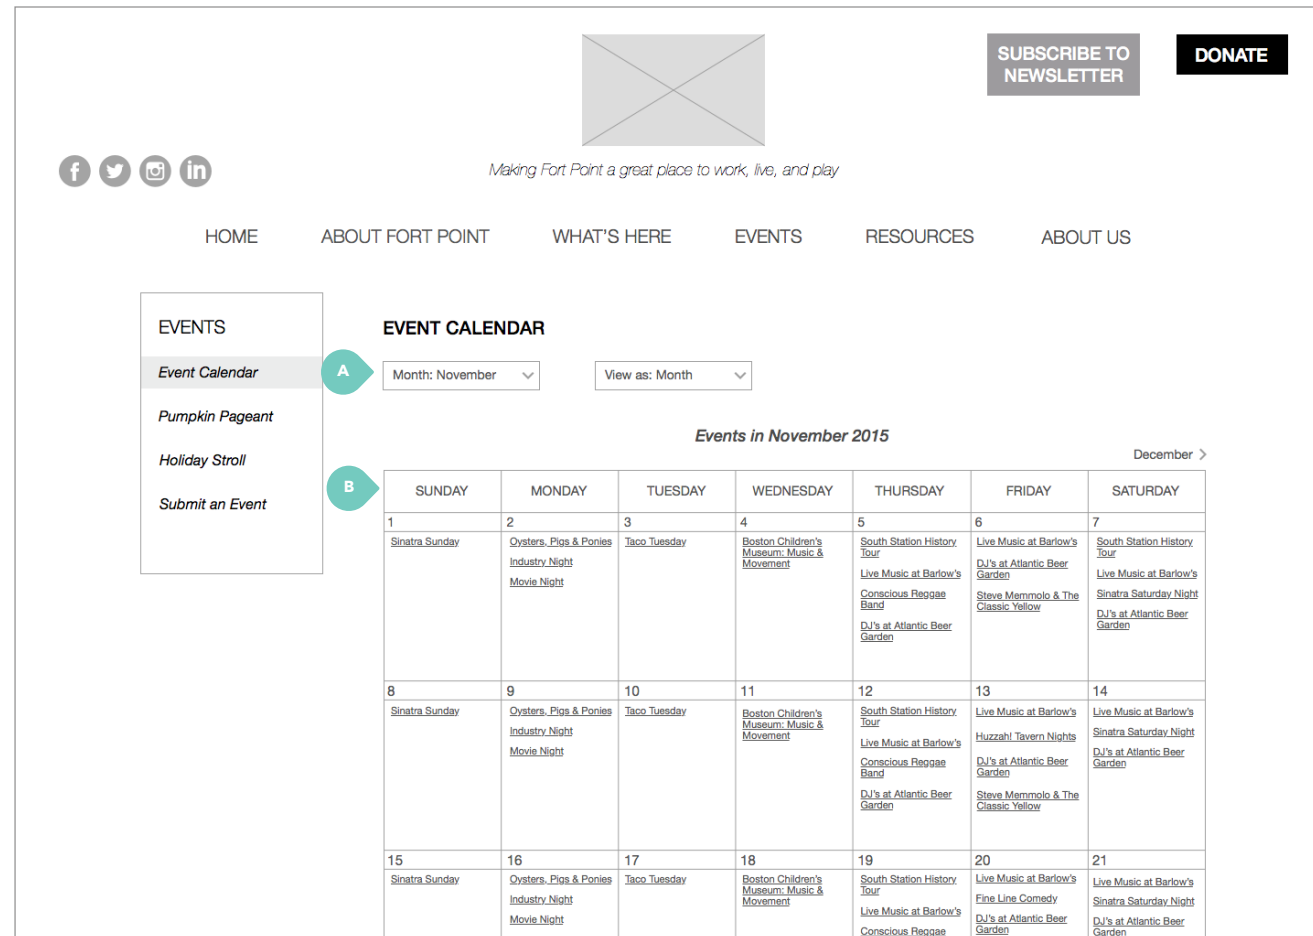 SUBSCRIBE TO
NEWSLETTER
DONATE
f
in
Making Fort Point a great place to work, live, and play
HOME ABOUT FORT POINT WHAT'S HERE EVENTS RESOURCES ABOUT US
EVENTS
Event Calendar
Pumpkin Pageant
Holiday Stroll
Submit an Event
EVENT CALENDAR
A
Month: November
View as: Month
Events in November 2015
December
B
SUNDAY MONDAY TUESDAY WEDNESDAY THURSDAY FRIDAY SATURDAY
1
Sinatra Sunday
2
Oysters, Pigs & Ponies
Industry Night
Movie Night
3
Taco Tuesday
4
Boston Children's
Museum: Music &
Movement
5
South Station History
Tour
Live Music at Barlow's
Conscious Reggae
Band
DJ's at Atlantic Beer
Garden
6
Live Music at Barlow's
DJ's at Atlantic Beer
Garden
Steve Memmolo & The
Classic Yellow
7
South Station History
Tour
Live Music at Barlow's
Sinatra Saturday Night
DJ's at Atlantic Beer
Garden
8
Sinatra Sunday
9
Oysters, Pigs & Ponies
Industry Night
Movie Night
10
Taco Tuesday
11
Boston Children's
Museum: Music &
Movement
12
South Station History
Tour
Live Music at Barlow's
Conscious Reggae
Band
DJ's at Atlantic Beer
Garden
13
Live Music at Barlow's
Huzzah! Tavern Nights
DJ's at Atlantic Beer
Garden
Steve Memmolo & The
Classic Yellow
14
Live Music at Barlow's
Sinatra Saturday Night
DJ's at Atlantic Beer
Garden
15
Sinatra Sunday
16
Oysters, Pigs & Ponies
Industry Night
Movie Night
17
Taco Tuesday
18
Boston Children's
Museum: Music &
Movement
19
South Station History
Tour
Live Music at Barlow's
Conscious Reggae
20
Live Music at Barlow's
Fine Line Comedy
DJ's at Atlantic Beer
Garden
21
Live Music at Barlow's
Sinatra Saturday Night
DJ's at Atlantic Beer
Garden